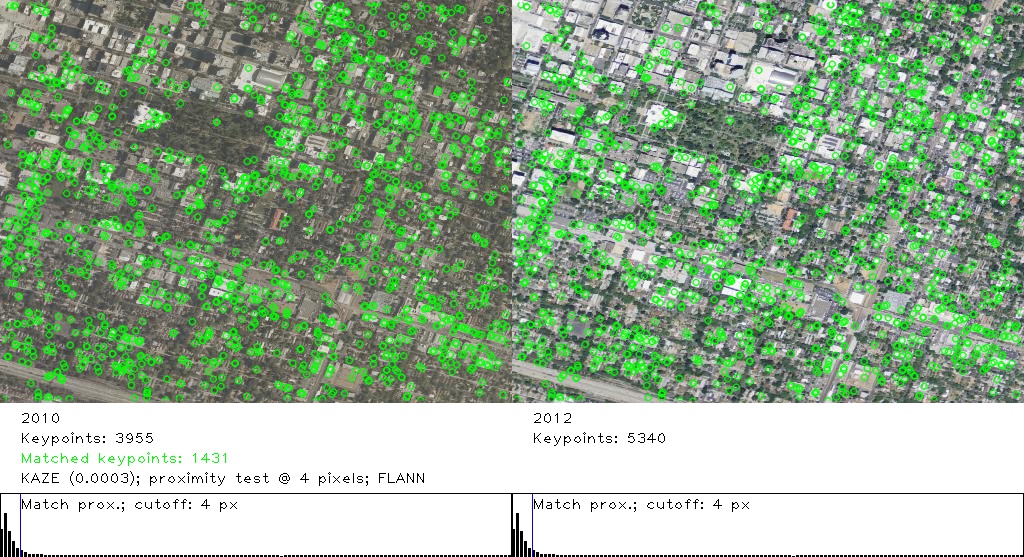 2010
Keypoints: 3955
Matched keypoints: 1431
KAZE (0.0003); proximity test @ 4 pixels; FLANN
2012
Keypoints: 5340
Match prox.; cutoff: 4 px
Match prox.; cutoff: 4 px